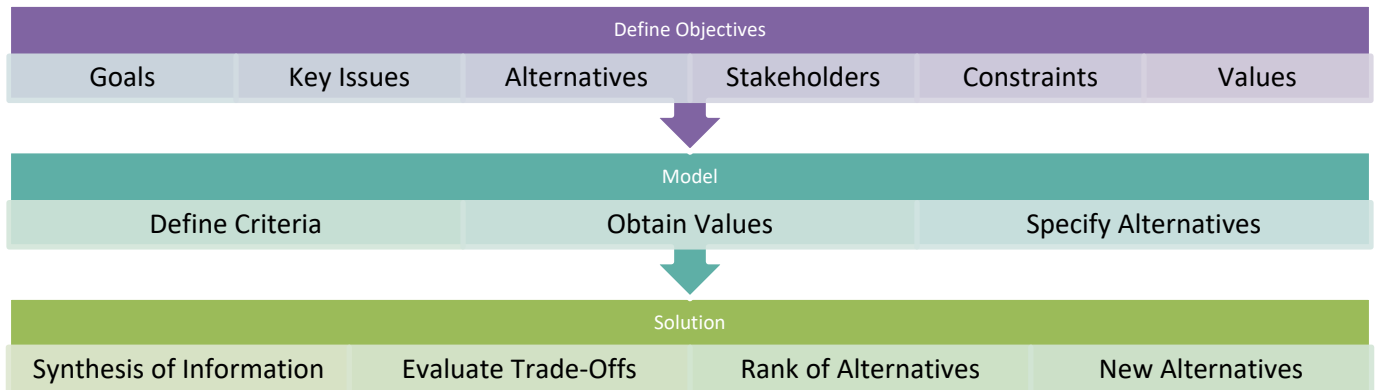 Define Objectives
Goals Key Issues Alternatives Stakeholders Constraints Values
Model
Define Criteria Obtain Values Specify Alternatives
Solution
Synthesis of Information Evaluate Trade-Offs Rank of Alternatives New Alternatives